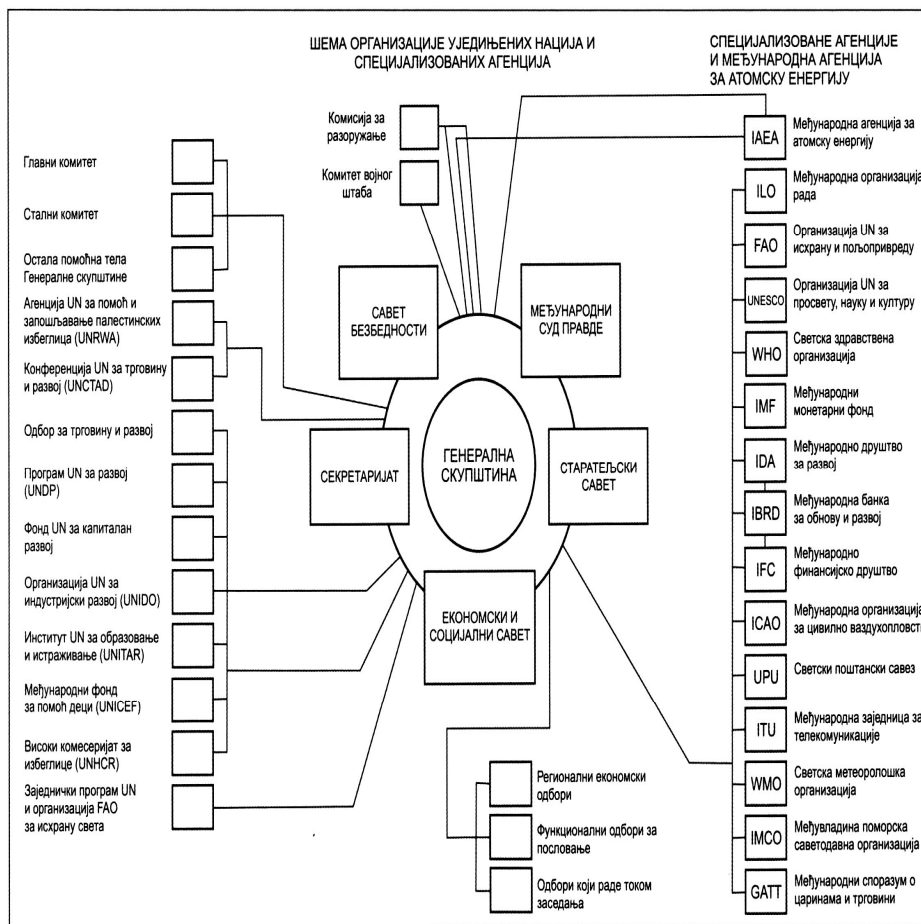 ШЕМА ОРГАНИЗАЦИЈЕ УЈЕДИЊЕНИХ НАЦИЈА И
СПЕЦИЈАЛИЗОВАНИХ АГЕНЦИЈА
СПЕЦИЈАЛИЗОВАНЕ АГЕНЦИЈЕ
И МЕЂУНАРОДНА АГЕНЦИЈА
ЗА АТОМСКУ ЕНЕРГИЈУ
Комисија за
разоружање
Комитет војног
штаба
Главни комитет
Стални комитет
Остала помоћна тела
Генералне скупштине
Агенција UN за помоћ и
запошљавање палестинских
избеглица (UNRWA)
Конференција UN за трговину
и развој (UNCTAD)
Одбор за трговину и развој
Програм UN за развој
(UNDP)
Фонд UN за капиталан
развој
Организација UN за
индустријски развој (UNIDO)
Институт UN за образовање
и истраживање (UNITAR)
Међународни фонд
за помоћ деци (UNICEF)
Високи комесеријат за
избеглице (UNHCR)
Заједнички програм UN
и организација FAO
за исхрану света
САВЕТ
БЕЗБЕДНОСТИ
МЕЂУНАРОДНИ
СУД ПРАВДЕ
СЕКРЕТАРИЈАТ
ГЕНЕРАЛНА
СКУПШТИНА
СТАРАТЕЉСКИ
САВЕТ
ЕКОНОМСКИ И
СОЦИЈАЛНИ САВЕТ
Регионални економски
одбори
Функционални одбори за
пословање
Одбори који раде током
заседања
IAEA
Међународна агенција за
атомску енергију
ILO
Међународна организација
рада
FAO
Организација UN за
исхрану и пољопривреду
UNESCO
Организација UN за
просвету, науку и културу
WHO
Светска здравствена
организација
IMF
Међународни
монетарни фонд
IDA
Међународно друштво
за развој
IBRD
Међународна банка
за обнову и развој
IFC
Међународно
финансијско друштво
ICAO
Међународна организација
за цивилно ваздухопловст
UPU
Светски поштански савез
ITU
Међународна заједница за
телекомуникације
WMO
Светска метеоролошка
организација
IMCO
Међувладина поморска
саветодавна организација
GATT
Међународни споразум о
царинама и трговини